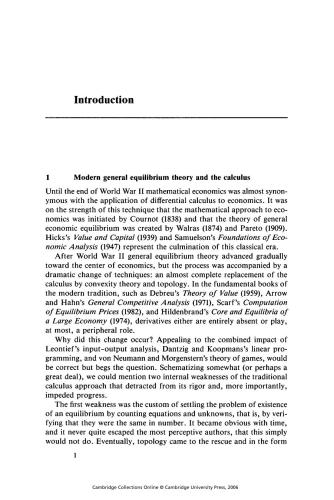 Introduction
1 Modern general equilibrium theory and the calculus
Until the end of World War II mathematical economics was almost synon-
ymous with the application of differential calculus to economics. It was
on the strength of this technique that the mathematical approach to eco-
nomics was initiated by Cournot (1838) and that the theory of general
economic equilibrium was created by Walras (1874) and Pareto (1909).
Hicks's Value and Capital (1939) and Samuelson's Foundations of Eco-
nomic Analysis (1947) represent the culmination of this classical era.
After World War II general equilibrium theory advanced gradually
toward the center of economics, but the process was accompanied by a
dramatic change of techniques: an almost complete replacement of the
calculus by convexity theory and topology. In the fundamental books of
the modern tradition, such as Debreu's Theory of Value (1959), Arrow
and Hahn's General Competitive Analysis (1971), Scarf's Computation
of Equilibrium Prices (1982), and Hildenbrand's Core and Equilibria of
a Large Economy (1974), derivatives either are entirely absent or play,
at most, a peripheral role.
Why did this change occur? Appealing to the combined impact of
Leontief's input-output analysis, Dantzig and Koopmans's linear pro-
gramming, and von Neumann and Morgenstern's theory of games, would
be correct but begs the question. Schematizing somewhat (or perhaps a
great deal), we could mention two internal weaknesses of the traditional
calculus approach that detracted from its rigor and, more importantly,
impeded progress.
The first weakness was the custom of settling the problem of existence
of an equilibrium by counting equations and unknowns, that is, by veri-
fying that they were the same in number. It became obvious with time,
and it never quite escaped the most perceptive authors, that this simply
would not do. Eventually, topology came to the rescue and in the form
1
Cambridge Collections Online © Cambridge University Press, 2006